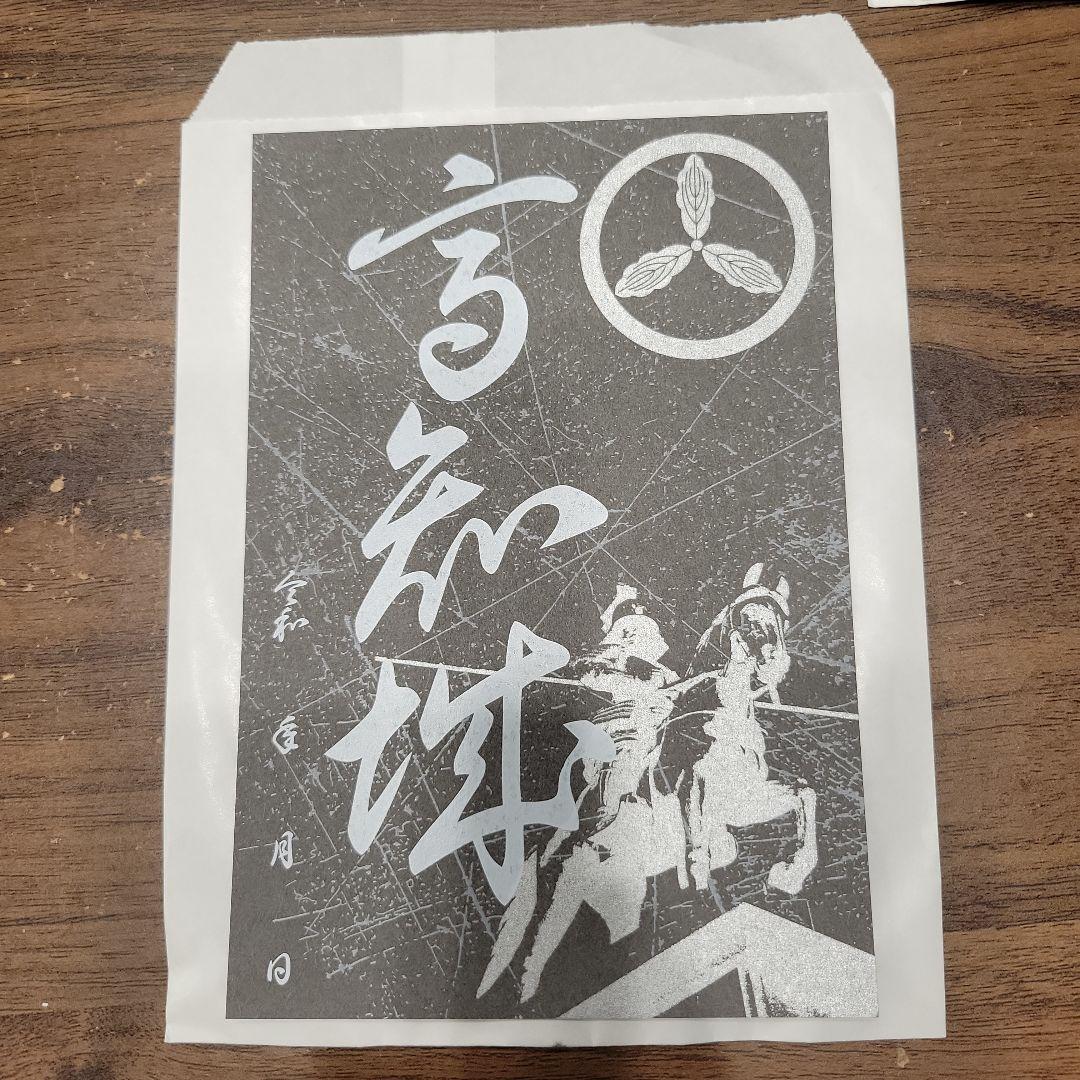 高知城
令和 年 月 日